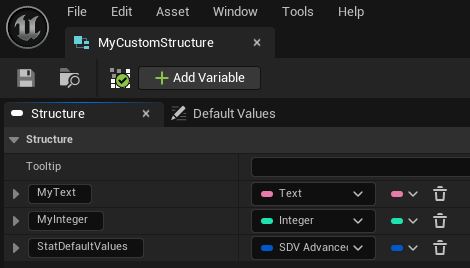 File Edit Asset Window Tools Help
MyCustomStructure
Add Variable
Structure Default Values
Structure
Tooltip
MyText Text
MyInteger Integer
StatDefaultValues SDV Advance